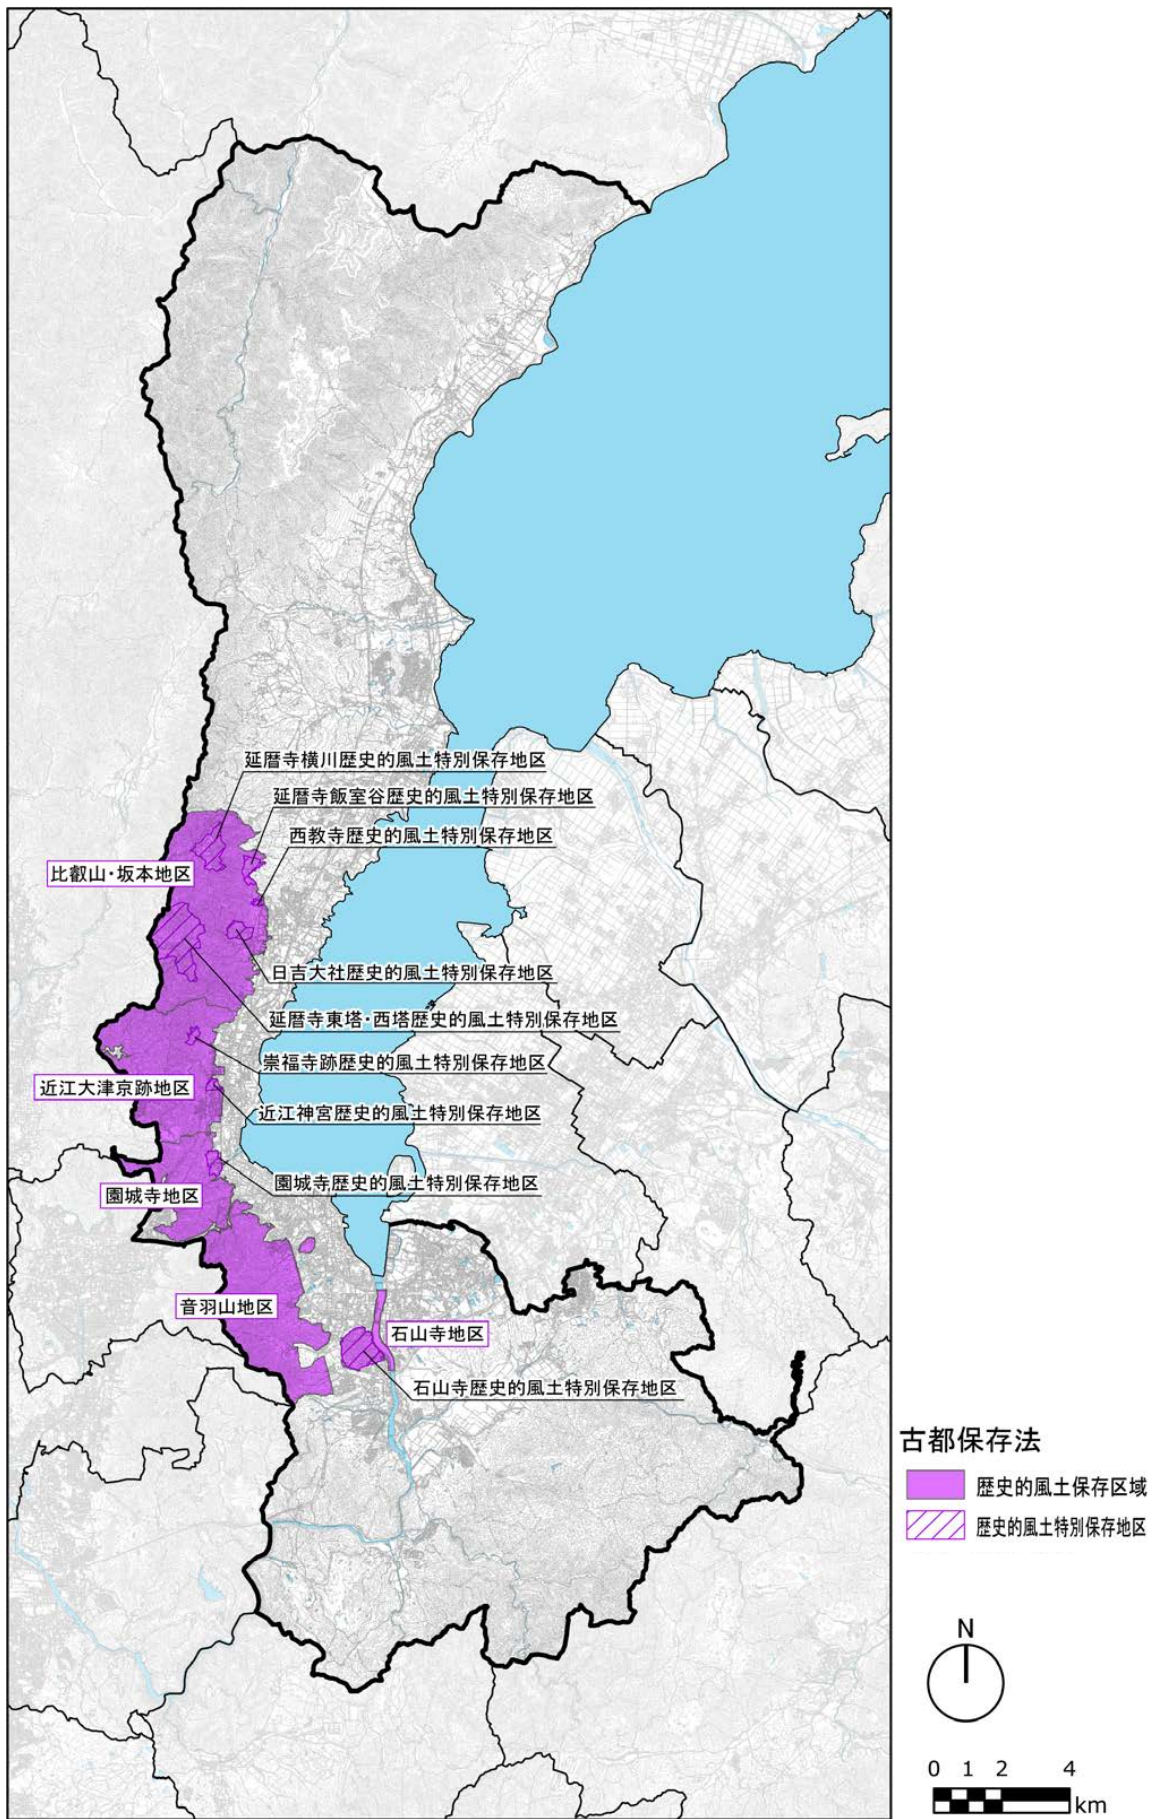 延暦寺横川歴史的風土特別保存地区
延暦寺飯室谷歴史的風土特別保存地区
西教寺歴史的風土特別保存地区
比叡山・坂本地区
日吉大社歴史的風土特別保存地区
延暦寺東塔・西塔歴史的風土特別保存地区
崇福寺跡歴史的風土特別保存地区
近江大津京跡地区
近江神宮歴史的風土特別保存地区
園城寺歴史的風土特別保存地区
園城寺地区
音羽山地区
石山寺地区
石山寺歴史的風土特別保存地区
古都保存法
歴史的風土保存区域
歴史的風土特別保存地区
N
0 1 2 4
km